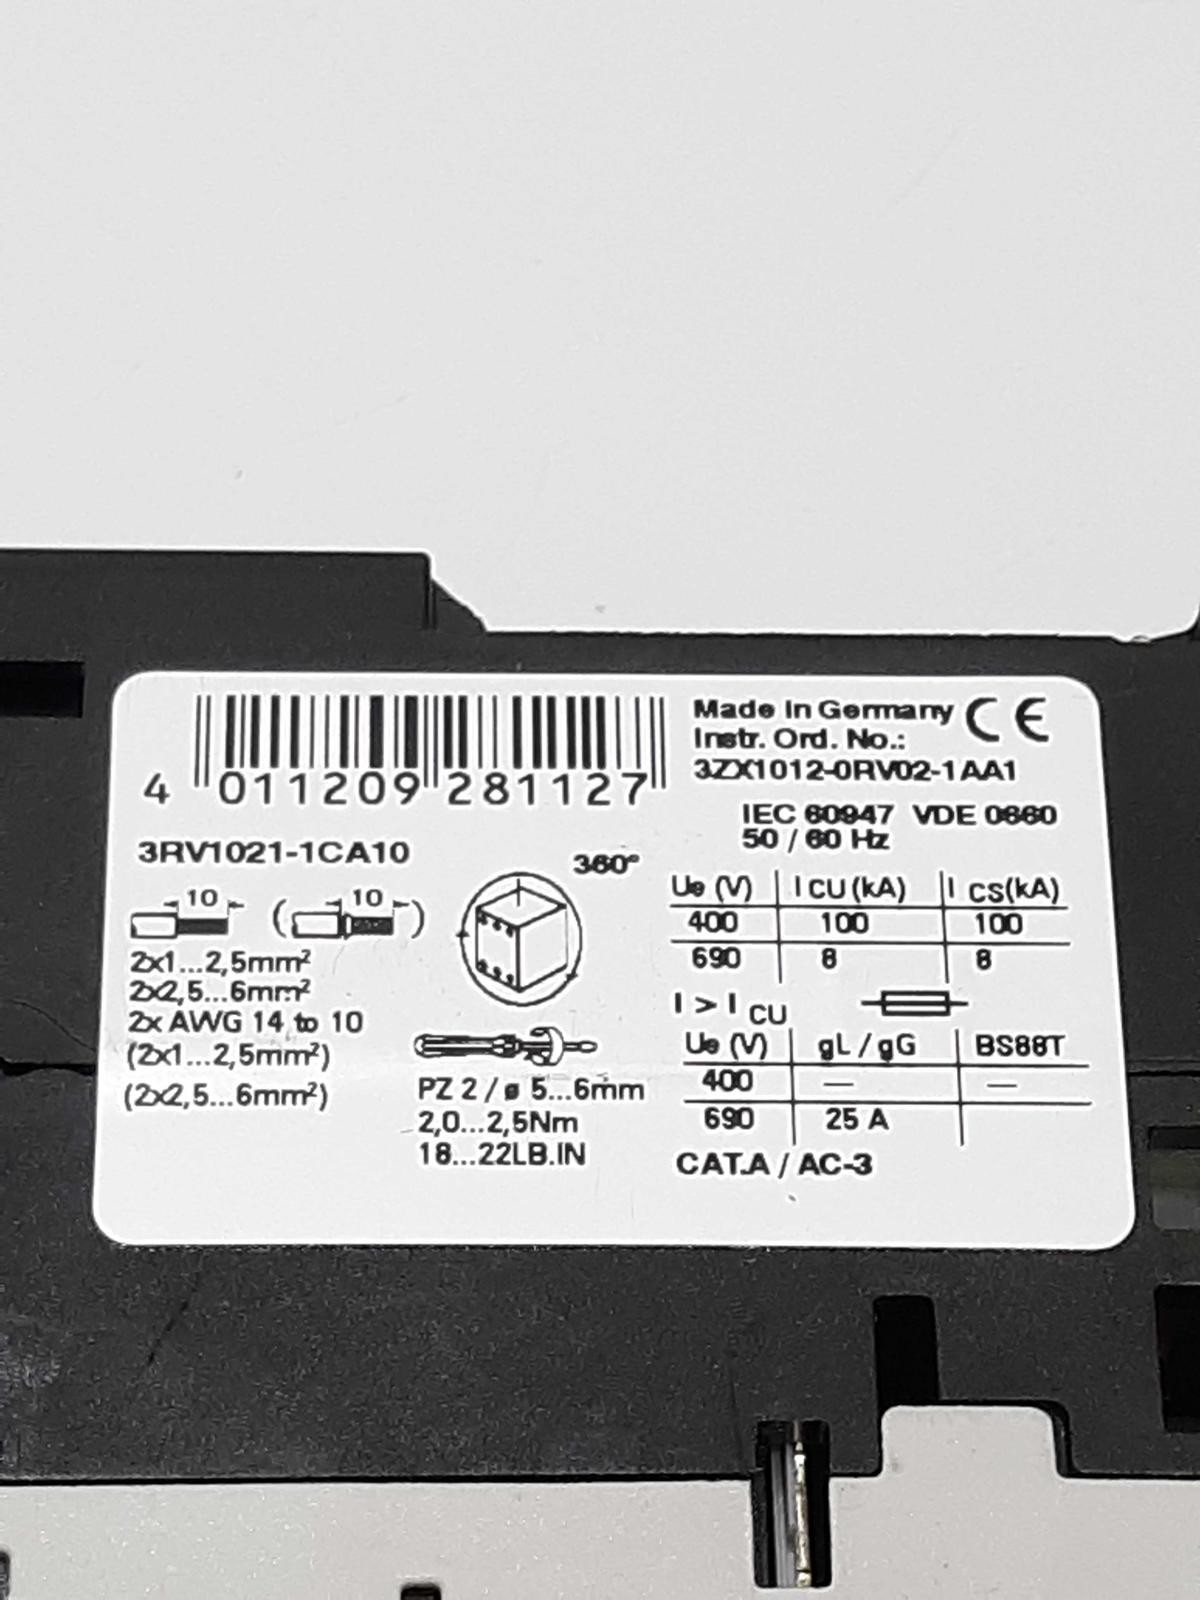 Made in Germany CE
Instr. Ord. No.:
3ZX1012-0RV02-1AA1
4 011209 281127
IEC 60947 VDE 0660
50 / 60 Hz
3RV1021-1CA10
360°
10 (10)
2x1...2,5mm²
2x2,5...6mm²
2x AWG 14 to 10
(2x1...2,5mm²)
(2x2,5...6mm²)
PZ 2 / ø 5...6mm
2,0...2,5Nm
18...22LB.IN
Ue (V) I CU (kA) I CS(kA)
400 100 100
690 8 8
I > I CU
Ue (V) gL / gG BS88T
400 — —
690 25 A
CAT.A / AC-3